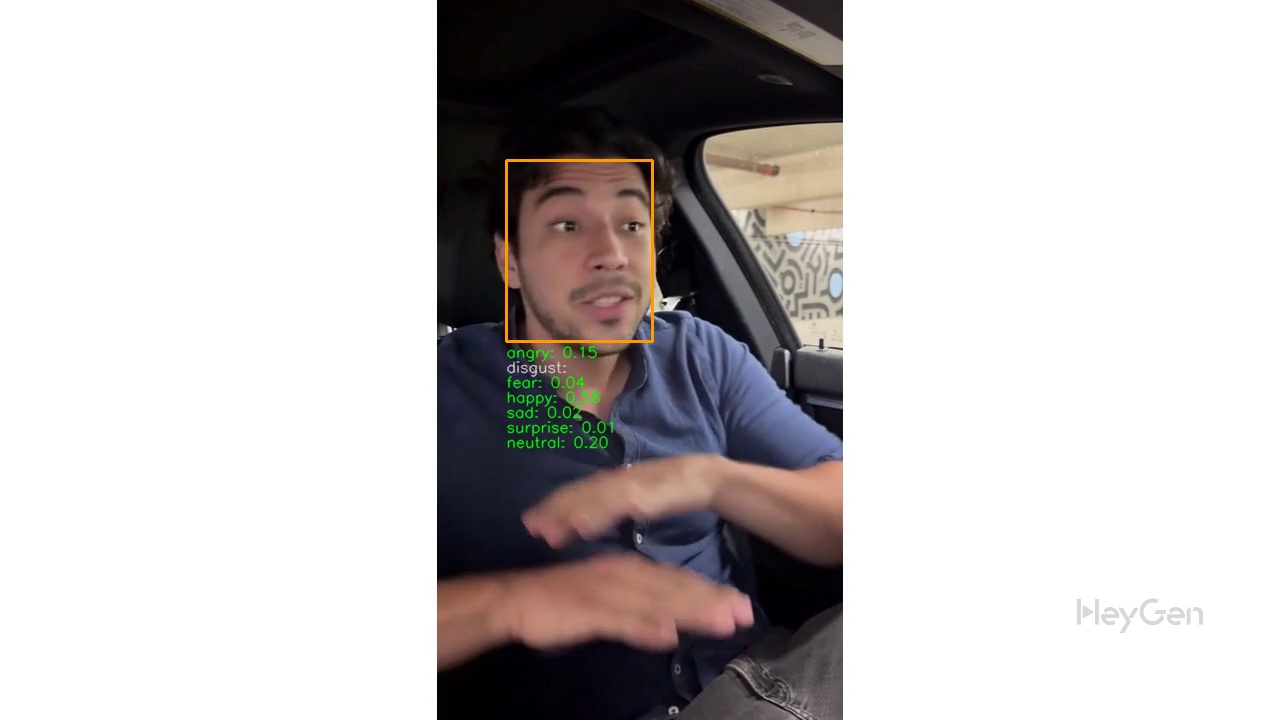 angry: 0.15
disgust:
fear: 0.04
happy: 0.58
sad: 0.02
surprise: 0.01
neutral: 0.20
HeyGen